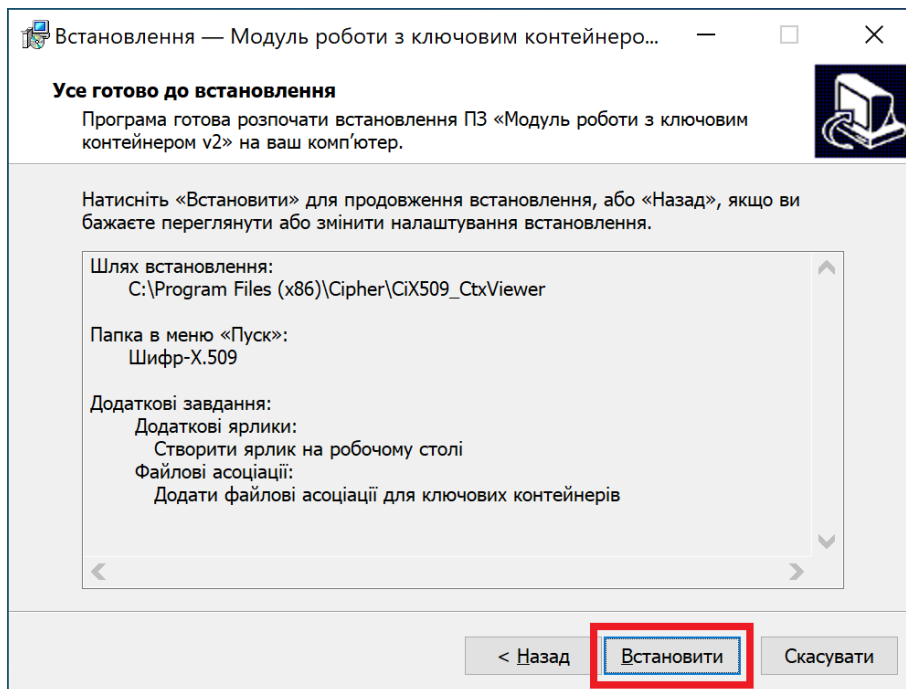 Встановлення — Модуль роботи з ключовим контейнеро...
Усе готово до встановлення
Програма готова розпочати встановлення ПЗ «Модуль роботи з ключовим
контейнером v2» на ваш комп’ютер.
Натисніть «Встановити» для продовження встановлення, або «Назад», якщо ви
бажаєте переглянути або змінити налаштування встановлення.
Шлях встановлення:
C:\Program Files (x86)\Cipher\CiX509_CtxViewer
Папка в меню «Пуск»:
Шифр-X.509
Додаткові завдання:
Додаткові ярлики:
Створити ярлик на робочому столі
Файлові асоціації:
Додати файлові асоціації для ключових контейнерів
< Назад
Встановити
Скасувати